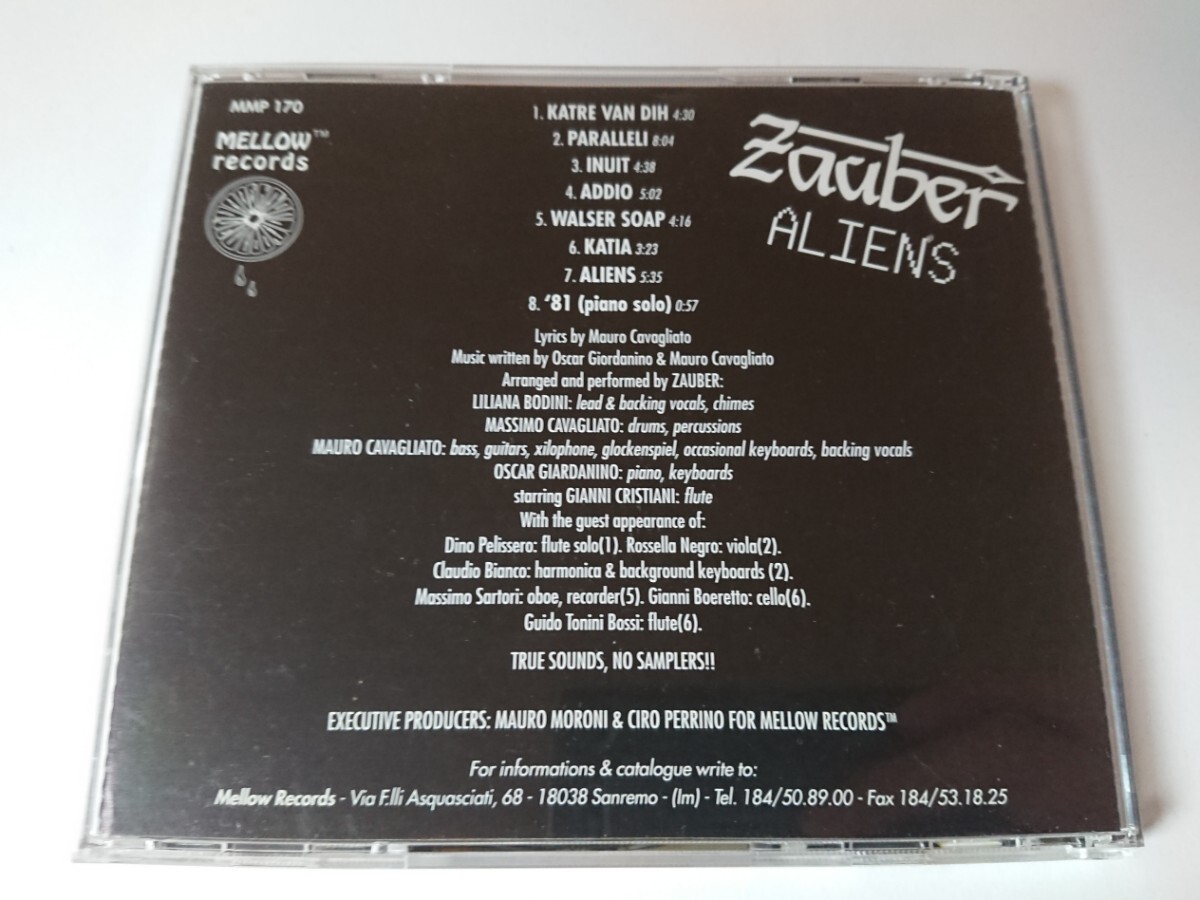 MMP 170
MELLOW™
records
Zauber
ALIENS
1. KATRE VAN DIH 4:30
2. PARALLELI 8:04
3. INUIT 4:38
4. ADDIO 5:02
5. WALSER SOAP 4:16
6. KATIA 3:23
7. ALIENS 5:35
8. ‘81 (piano solo) 0:57
Lyrics by Mauro Cavagliato
Music written by Oscar Giordanino & Mauro Cavagliato
Arranged and performed by ZAUBER:
LILIANA BODINI: lead & backing vocals, chimes
MASSIMO CAVAGLIATO: drums, percussions
MAURO CAVAGLIATO: bass, guitars, xilophone, glockenspiel, occasional keyboards, backing vocals
OSCAR GIARDANINO: piano, keyboards
starring GIANNI CRISTIANI: flute
With the guest appearance of:
Dino Pelissero: flute solo(1). Rossella Negro: viola(2).
Claudio Bianco: harmonica & background keyboards (2).
Massimo Sartori: oboe, recorder(5). Gianni Boeretto: cello(6).
Guido Tonini Bossi: flute(6).
TRUE SOUNDS, NO SAMPLERS!!
EXECUTIVE PRODUCERS: MAURO MORONI & CIRO PERRINO FOR MELLOW RECORDS™
For informations & catalogue write to:
Mellow Records - Via F.lli Asquasciati, 68 - 18038 Sanremo - (Im) - Tel. 184/50.89.00 - Fax 184/53.18.25